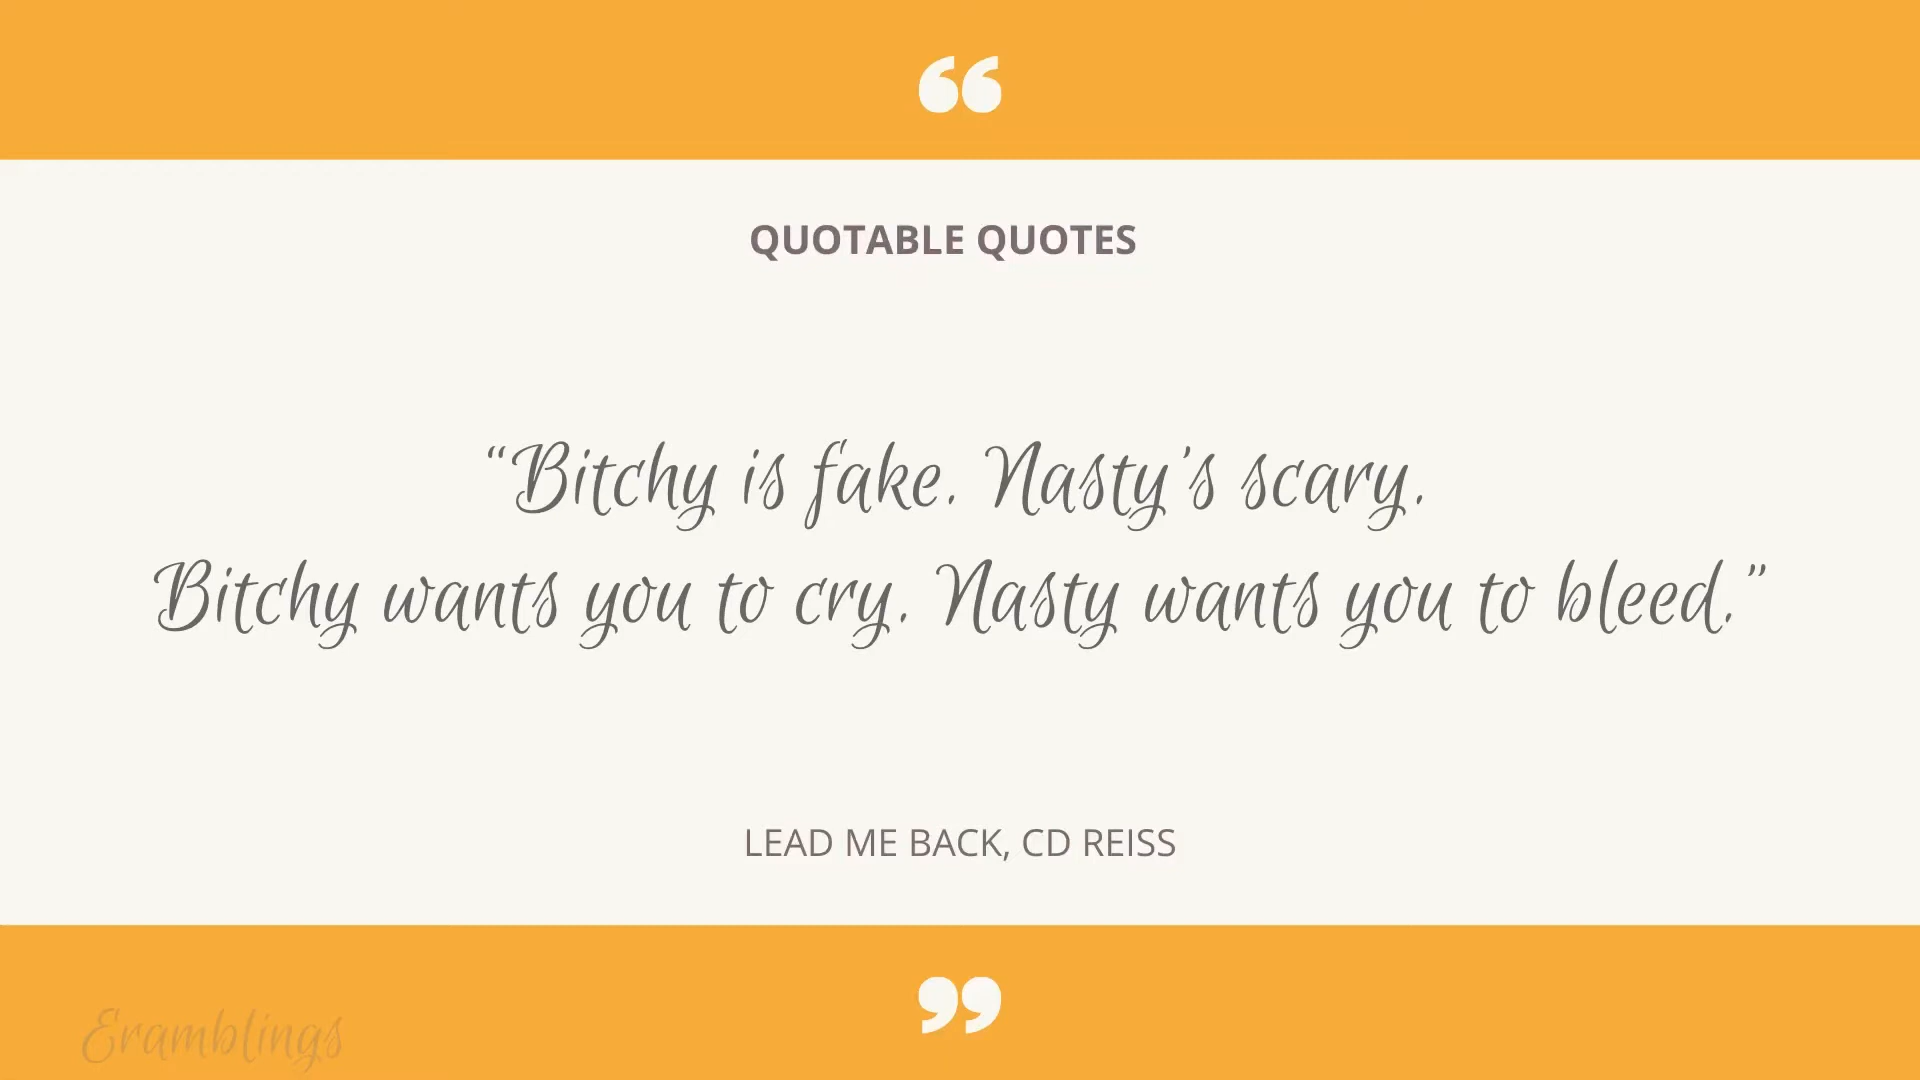 “
QUOTABLE QUOTES
“Bitchy is fake. Nasty’s scary.
Bitchy wants you to cry. Nasty wants you to bleed.”
LEAD ME BACK, CD REISS
”
Eramblings